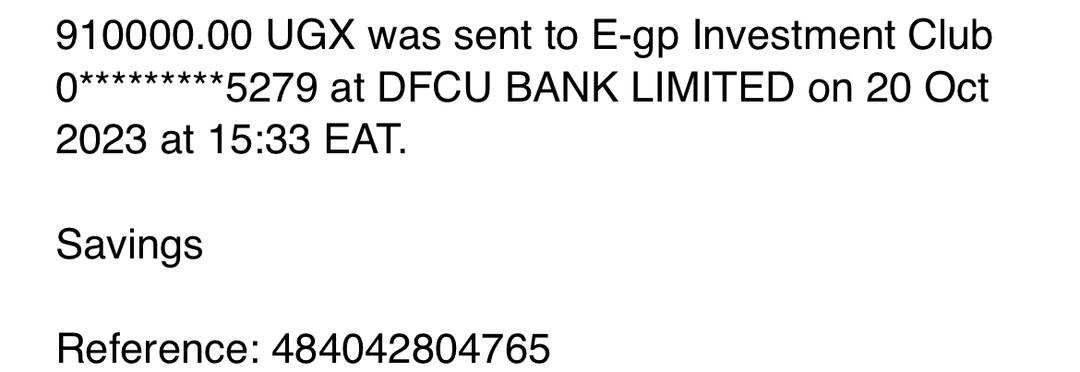 910000.00 UGX was sent to E-gp Investment Club
0*********5279 at DFCU BANK LIMITED on 20 Oct
2023 at 15:33 EAT.
Savings
Reference: 484042804765